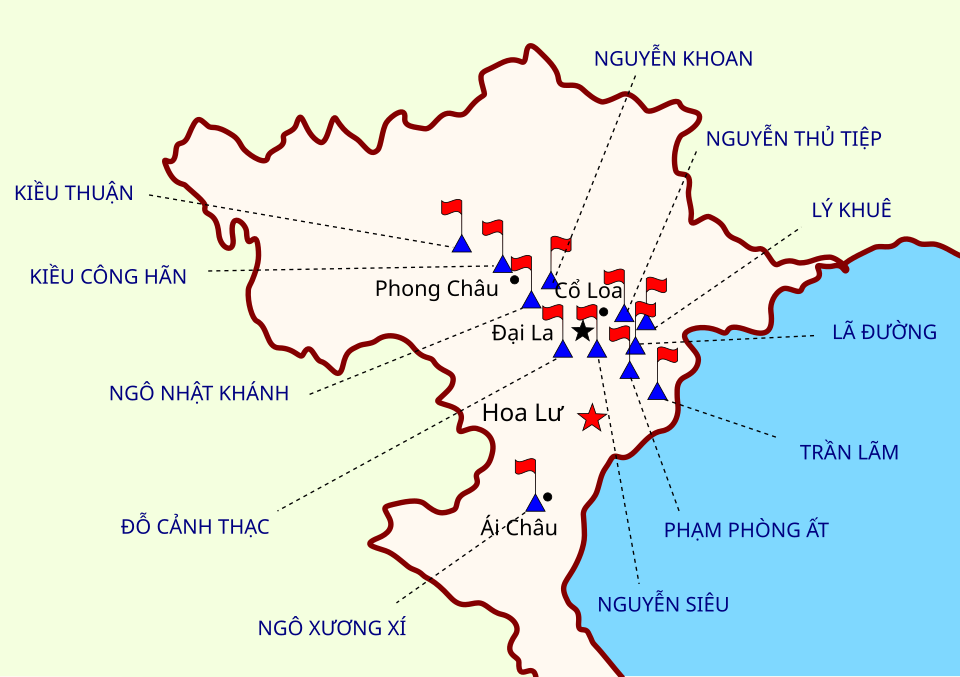 NGUYỄN KHOAN
NGUYỄN THỦ TIỆP
KIỀU THUẬN
LÝ KHUÊ
KIỀU CÔNG HÃN
Phong Châu
Cổ Loa
Đại La
LÃ ĐƯỜNG
NGÔ NHẬT KHÁNH
Hoa Lư
TRẦN LÃM
ĐỖ CẢNH THẠC
Ái Châu
PHẠM PHÒNG ẤT
NGUYỄN SIÊU
NGÔ XƯƠNG XÍ